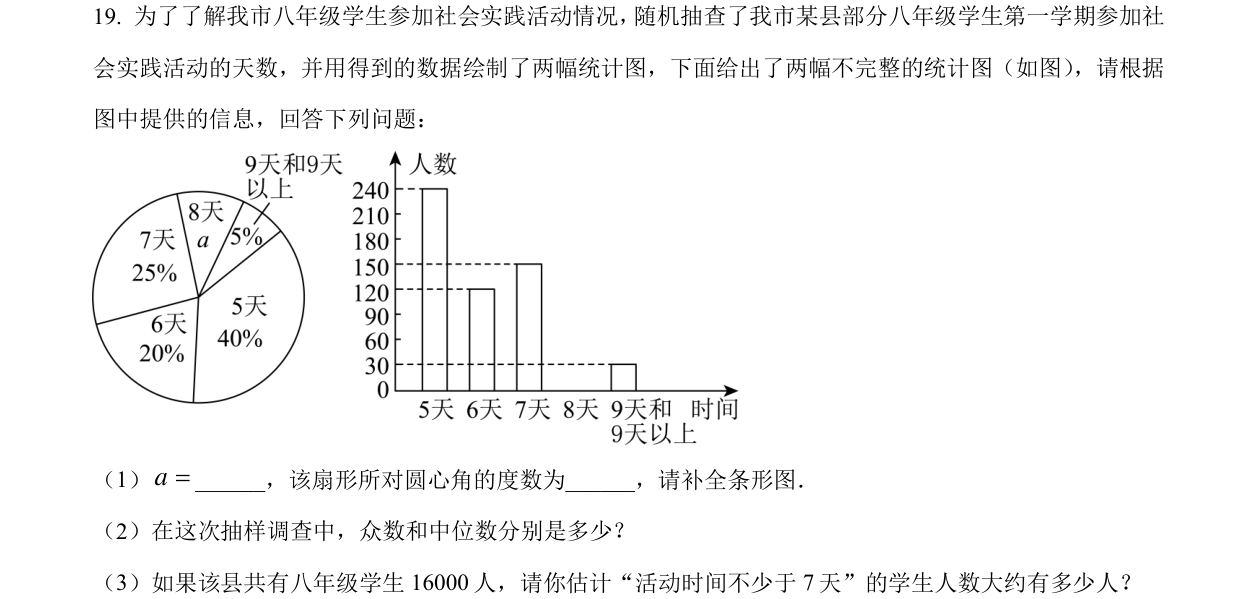 19. 为了了解我市八年级学生参加社会实践活动情况，随机抽查了我市某县部分八年级学生第一学期参加社
会实践活动的天数，并用得到的数据绘制了两幅统计图，下面给出了两幅不完整的统计图（如图），请根据
图中提供的信息，回答下列问题：
9天和9天
以上
8天
a
5%
7天
25%
6天
20%
5天
40%
人数
240
210
180
150
120
90
60
30
0
5天 6天 7天 8天 9天和 时间
9天以上
（1）a = ______，该扇形所对圆心角的度数为______，请补全条形图．
（2）在这次抽样调查中，众数和中位数分别是多少？
（3）如果该县共有八年级学生 16000 人，请你估计“活动时间不少于 7 天”的学生人数大约有多少人？